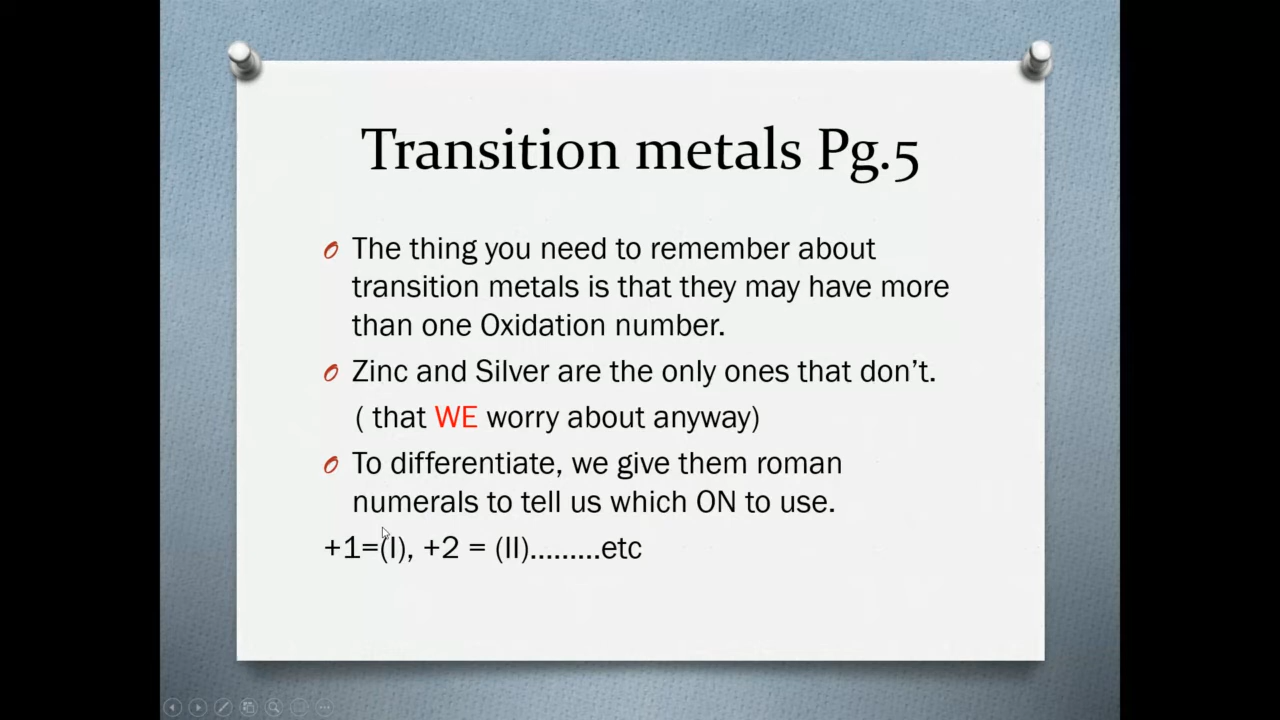 Transition metals Pg.5
The thing you need to remember about
transition metals is that they may have more
than one Oxidation number.
Zinc and Silver are the only ones that don’t.
( that WE worry about anyway)
To differentiate, we give them roman
numerals to tell us which ON to use.
+1=(I), +2 = (II).........etc